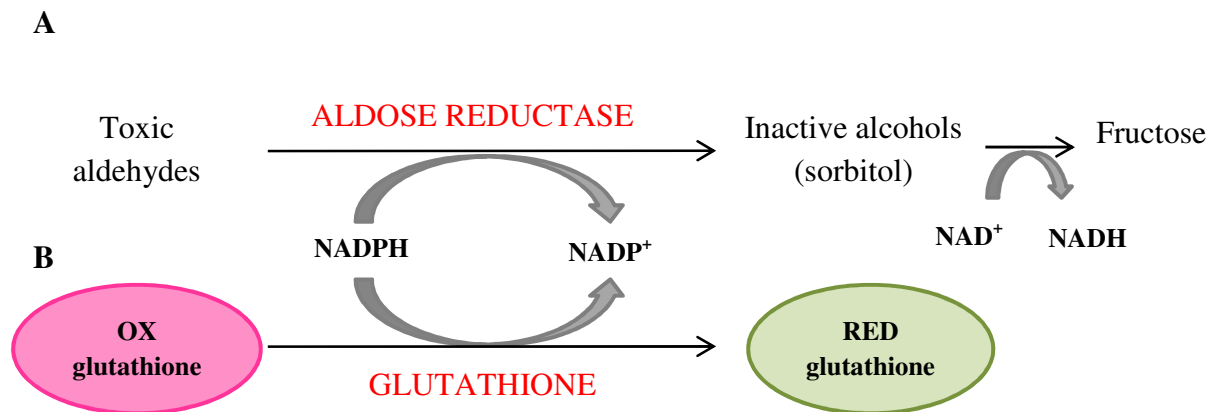 A
ALDOSE REDUCTASE
Toxic
aldehydes
Inactive alcohols
(sorbitol)
Fructose
NADPH
NADP⁺
NAD⁺
NADH
B
OX
glutathione
RED
glutathione
GLUTATHIONE